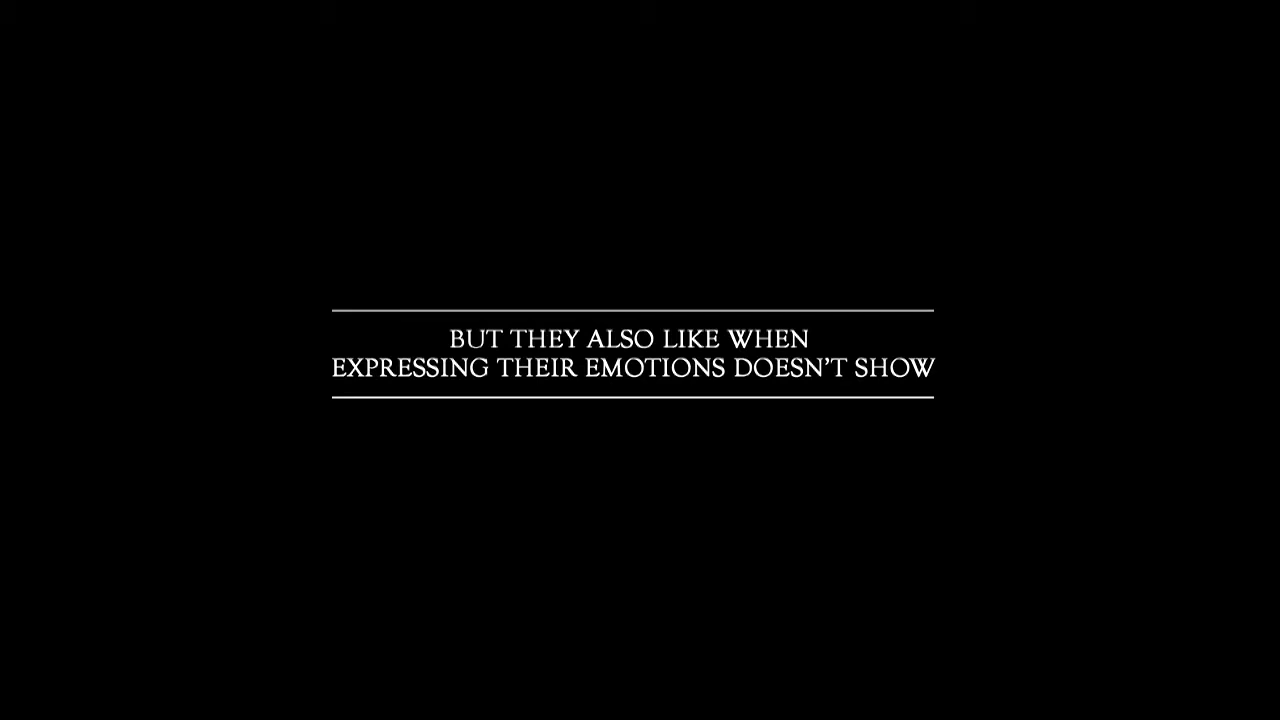 BUT THEY ALSO LIKE WHEN
EXPRESSING THEIR EMOTIONS DOESN'T SHOW